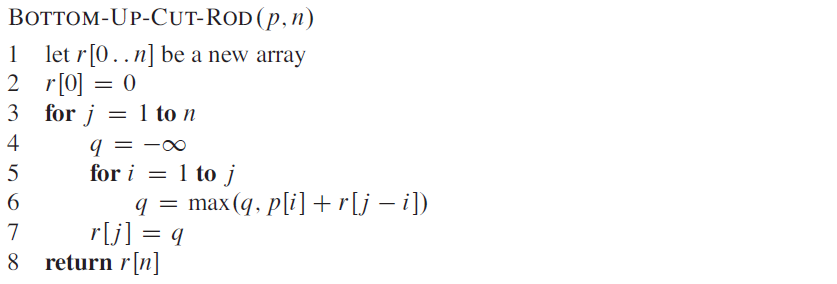 BOTTOM-UP-CUT-ROD(p, n)
1 let r[0..n] be a new array
2 r[0] = 0
3 for j = 1 to n
4 q = −∞
5 for i = 1 to j
6 q = max(q, p[i] + r[j − i])
7 r[j] = q
8 return r[n]